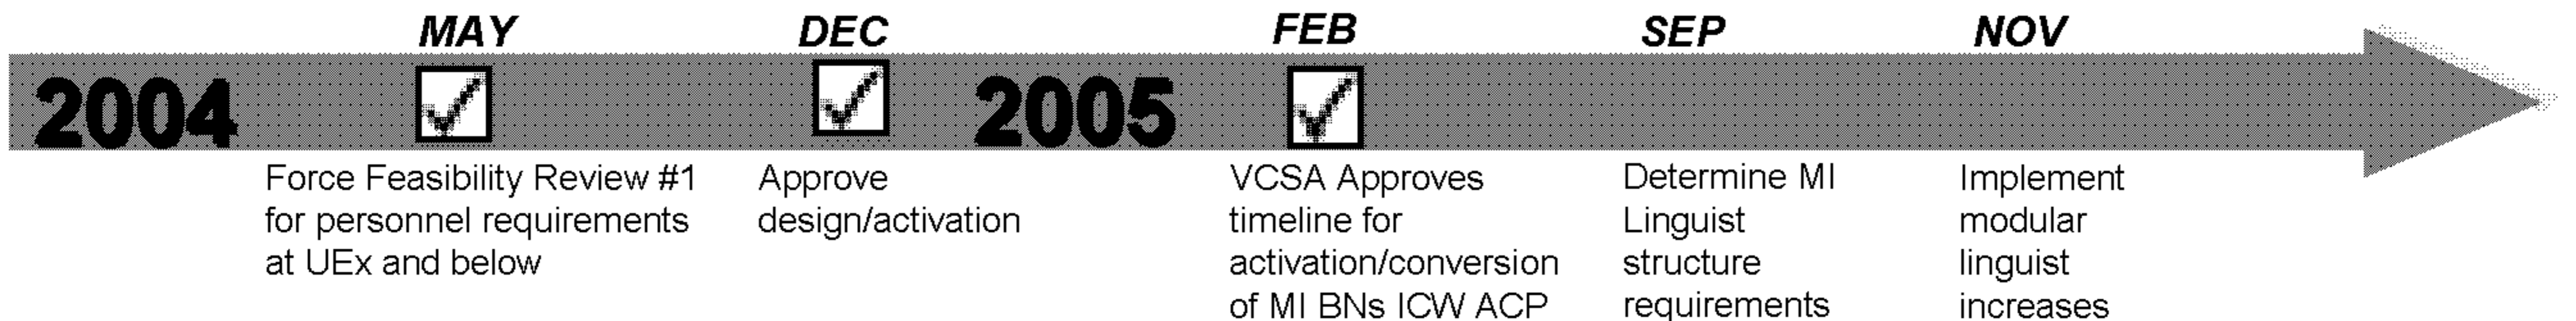 MAY
DEC
FEB
SEP
NOV
2004
2005
Force Feasibility Review #1
for personnel requirements
at UEx and below
Approve
design/activation
VCSA Approves
timeline for
activation/conversion
of MI BNs ICW ACP
Determine MI
Linguist
structure
requirements
Implement
modular
linguist
increases